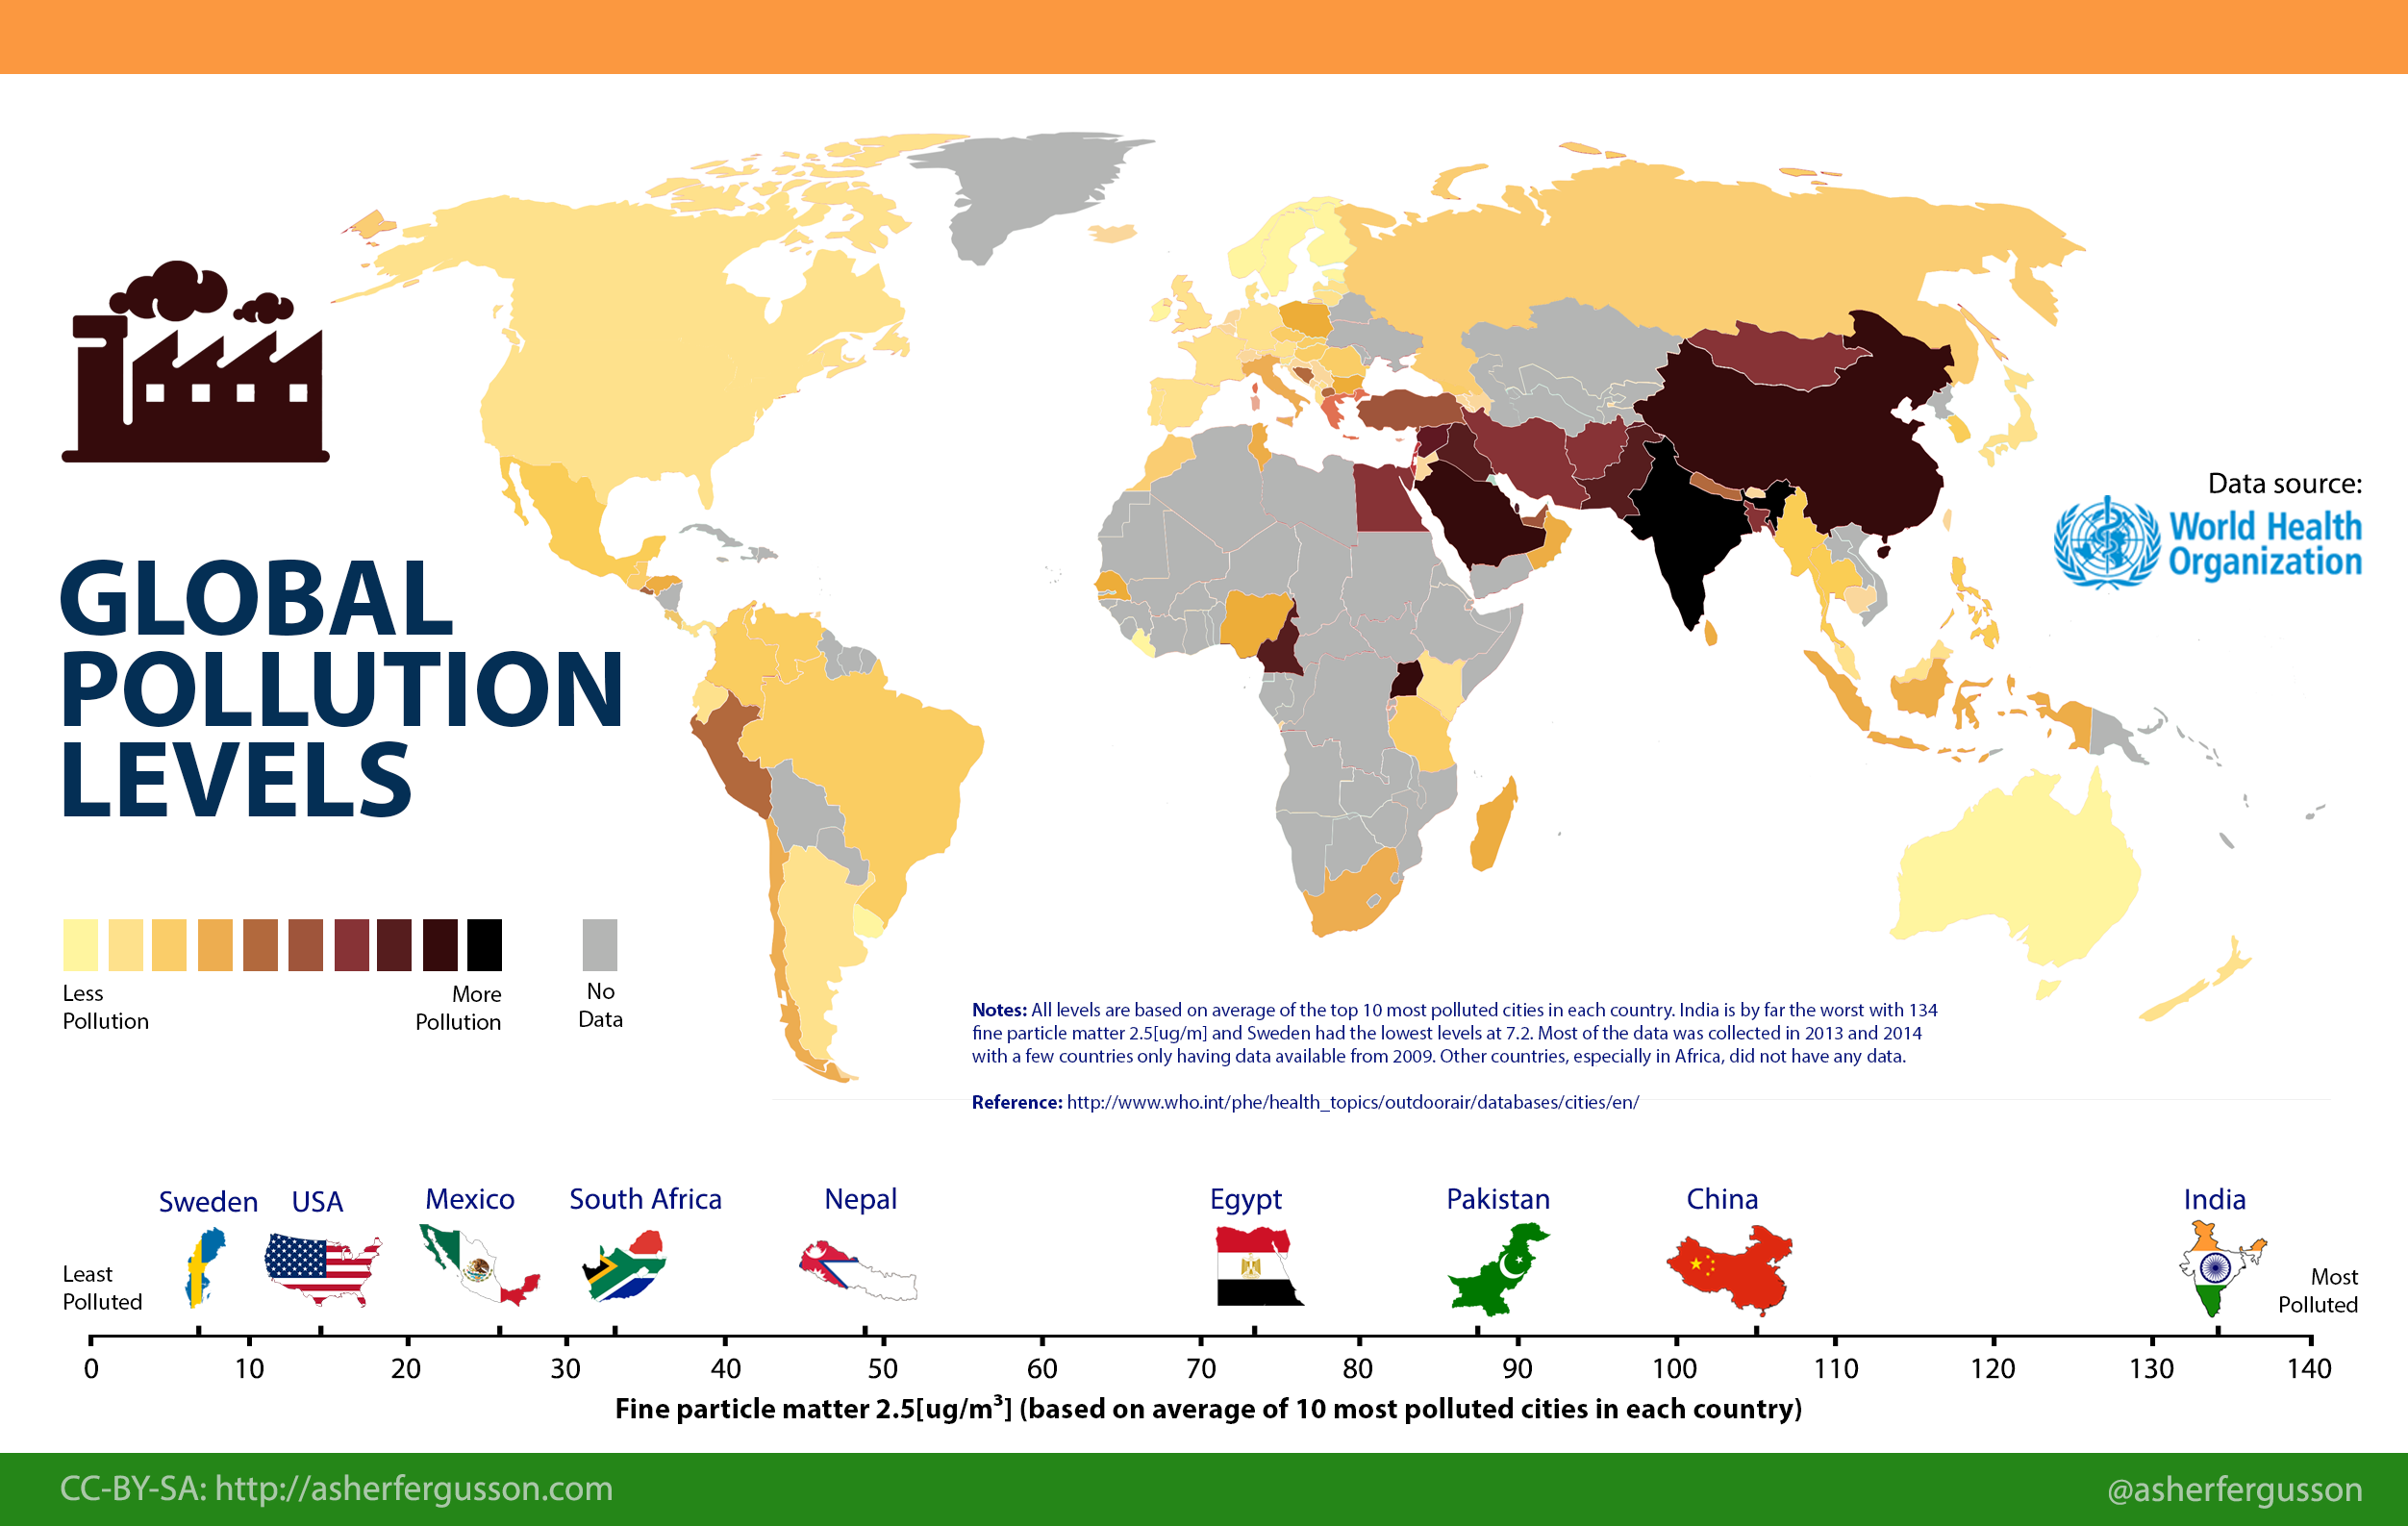 Data source:
World Health
Organization
GLOBAL
POLLUTION
LEVELS
Less
Pollution
More
Pollution
No
Data
Notes: All levels are based on average of the top 10 most polluted cities in each country. India is by far the worst with 134
fine particle matter 2.5[ug/m] and Sweden had the lowest levels at 7.2. Most of the data was collected in 2013 and 2014
with a few countries only having data available from 2009. Other countries, especially in Africa, did not have any data.
Reference: http://www.who.int/phe/health_topics/outdoorair/databases/cities/en/
Sweden USA Mexico South Africa Nepal Egypt Pakistan China India
Least
Polluted
Most
Polluted
0 10 20 30 40 50 60 70 80 90 100 110 120 130 140
Fine particle matter 2.5[ug/m³] (based on average of 10 most polluted cities in each country)
CC-BY-SA: http://asherfergusson.com
@asherfergusson